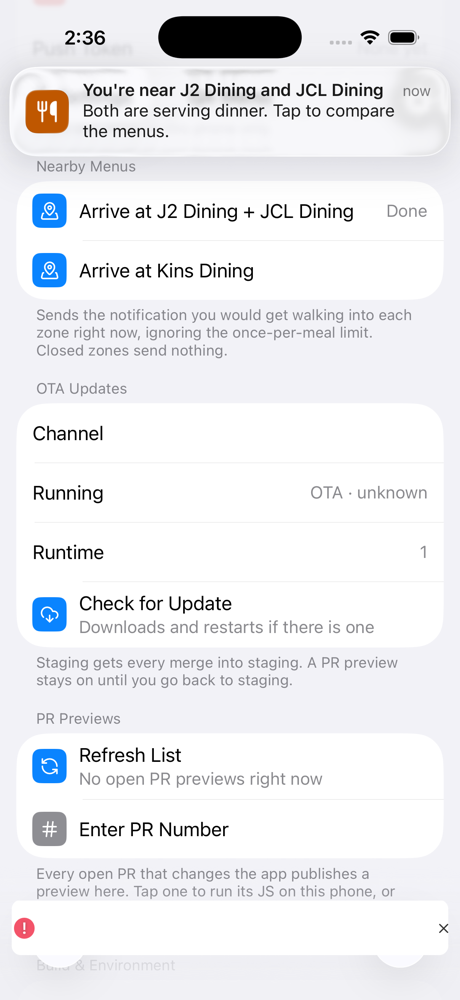 2:36
Push Token
You're near J2 Dining and JCL Dining
now
Both are serving dinner. Tap to compare
the menus.
Nearby Menus
Arrive at J2 Dining + JCL Dining
Done
Arrive at Kins Dining
Sends the notification you would get walking into each
zone right now, ignoring the once-per-meal limit.
Closed zones send nothing.
OTA Updates
Channel
Running
OTA · unknown
Runtime
1
Check for Update
Downloads and restarts if there is one
Staging gets every merge into staging. A PR preview
stays on until you go back to staging.
PR Previews
Refresh List
No open PR previews right now
#
Enter PR Number
Every open PR that changes the app publishes a
preview here. Tap one to run its JS on this phone, or
!
×
Build & Environment